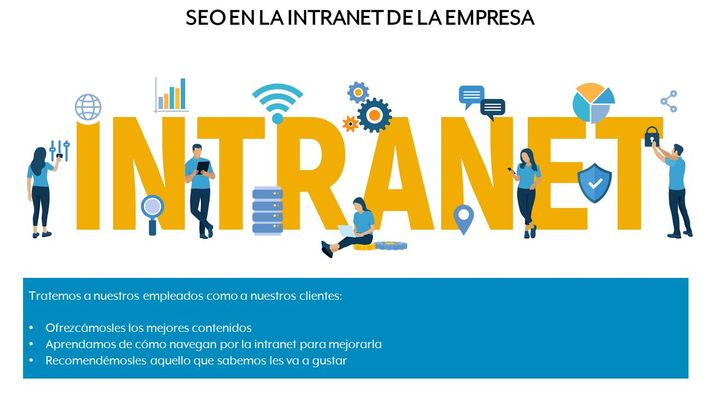 SEO EN LA INTRANET DE LA EMPRESA
INTRANET
Tratemos a nuestros empleados como a nuestros clientes:
• Ofrezcámosles los mejores contenidos
• Aprendamos de cómo navegan por la intranet para mejorarla
• Recomendémosles aquello que sabemos les va a gustar